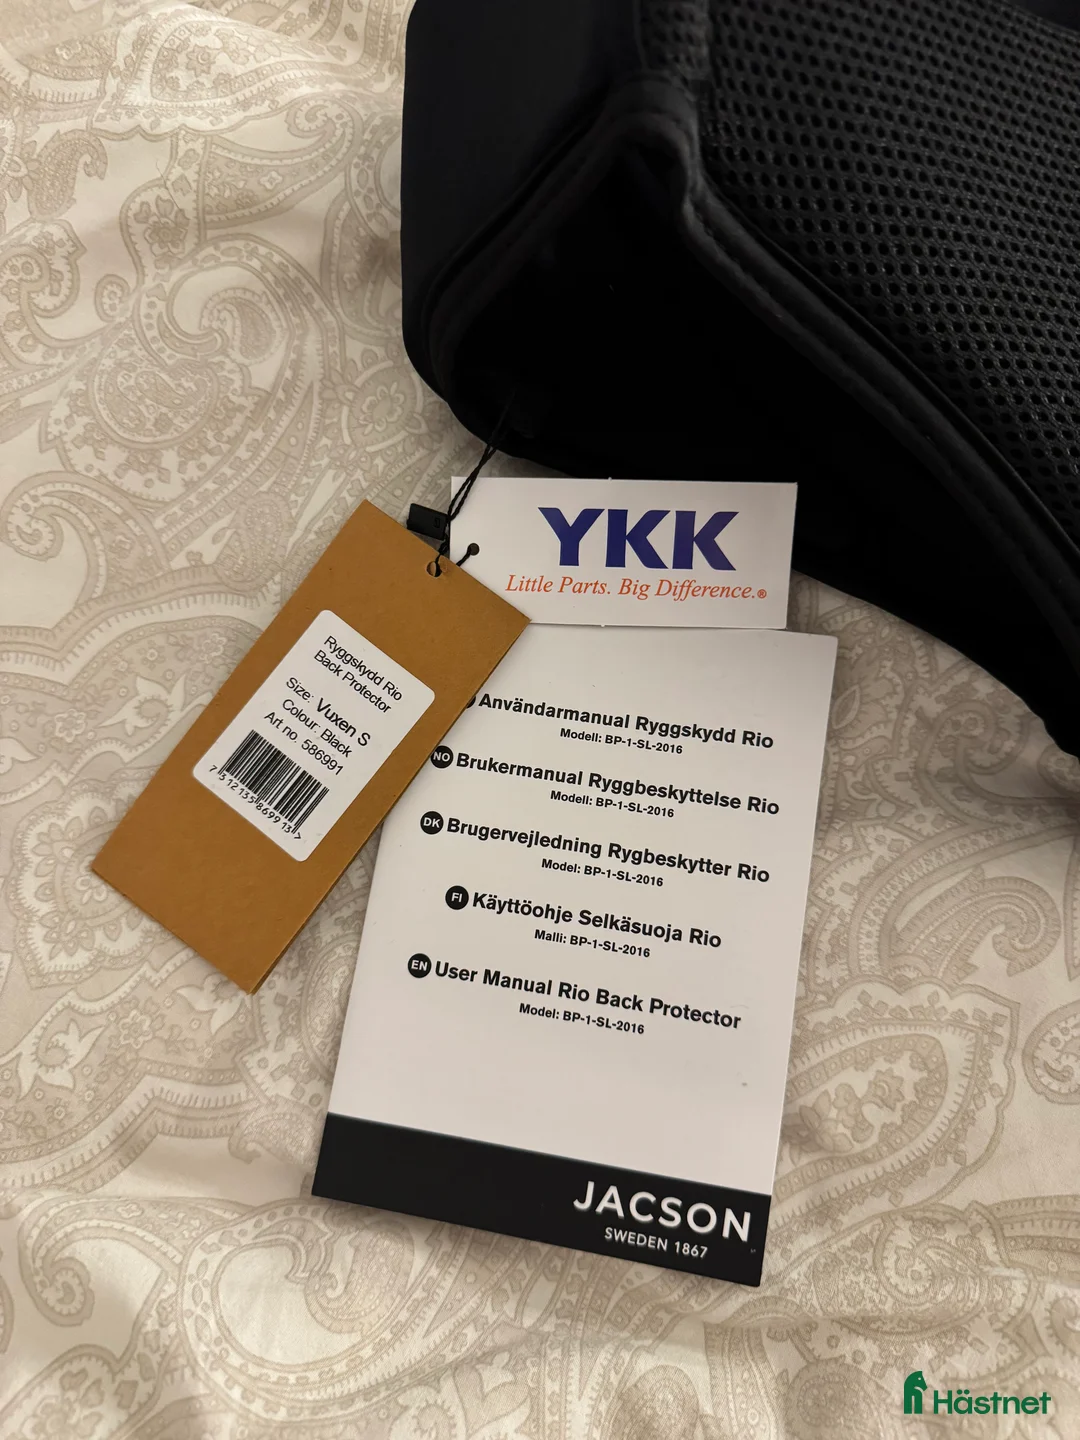 YKK
Little Parts. Big Difference.®
Ryggskydd Rio
Back Protector
Size: Vuxen S
Colour: Black
Art no. 586991
7 312135 869913 >
Användarmanual Ryggskydd Rio
Modell: BP-1-SL-2016
NO Brukermanual Ryggbeskyttelse Rio
Modell: BP-1-SL-2016
DK Brugervejledning Rygbeskytter Rio
Model: BP-1-SL-2016
FI Käyttöohje Selkäsuoja Rio
Malli: BP-1-SL-2016
EN User Manual Rio Back Protector
Model: BP-1-SL-2016
JACSON
SWEDEN 1867
Hästnet